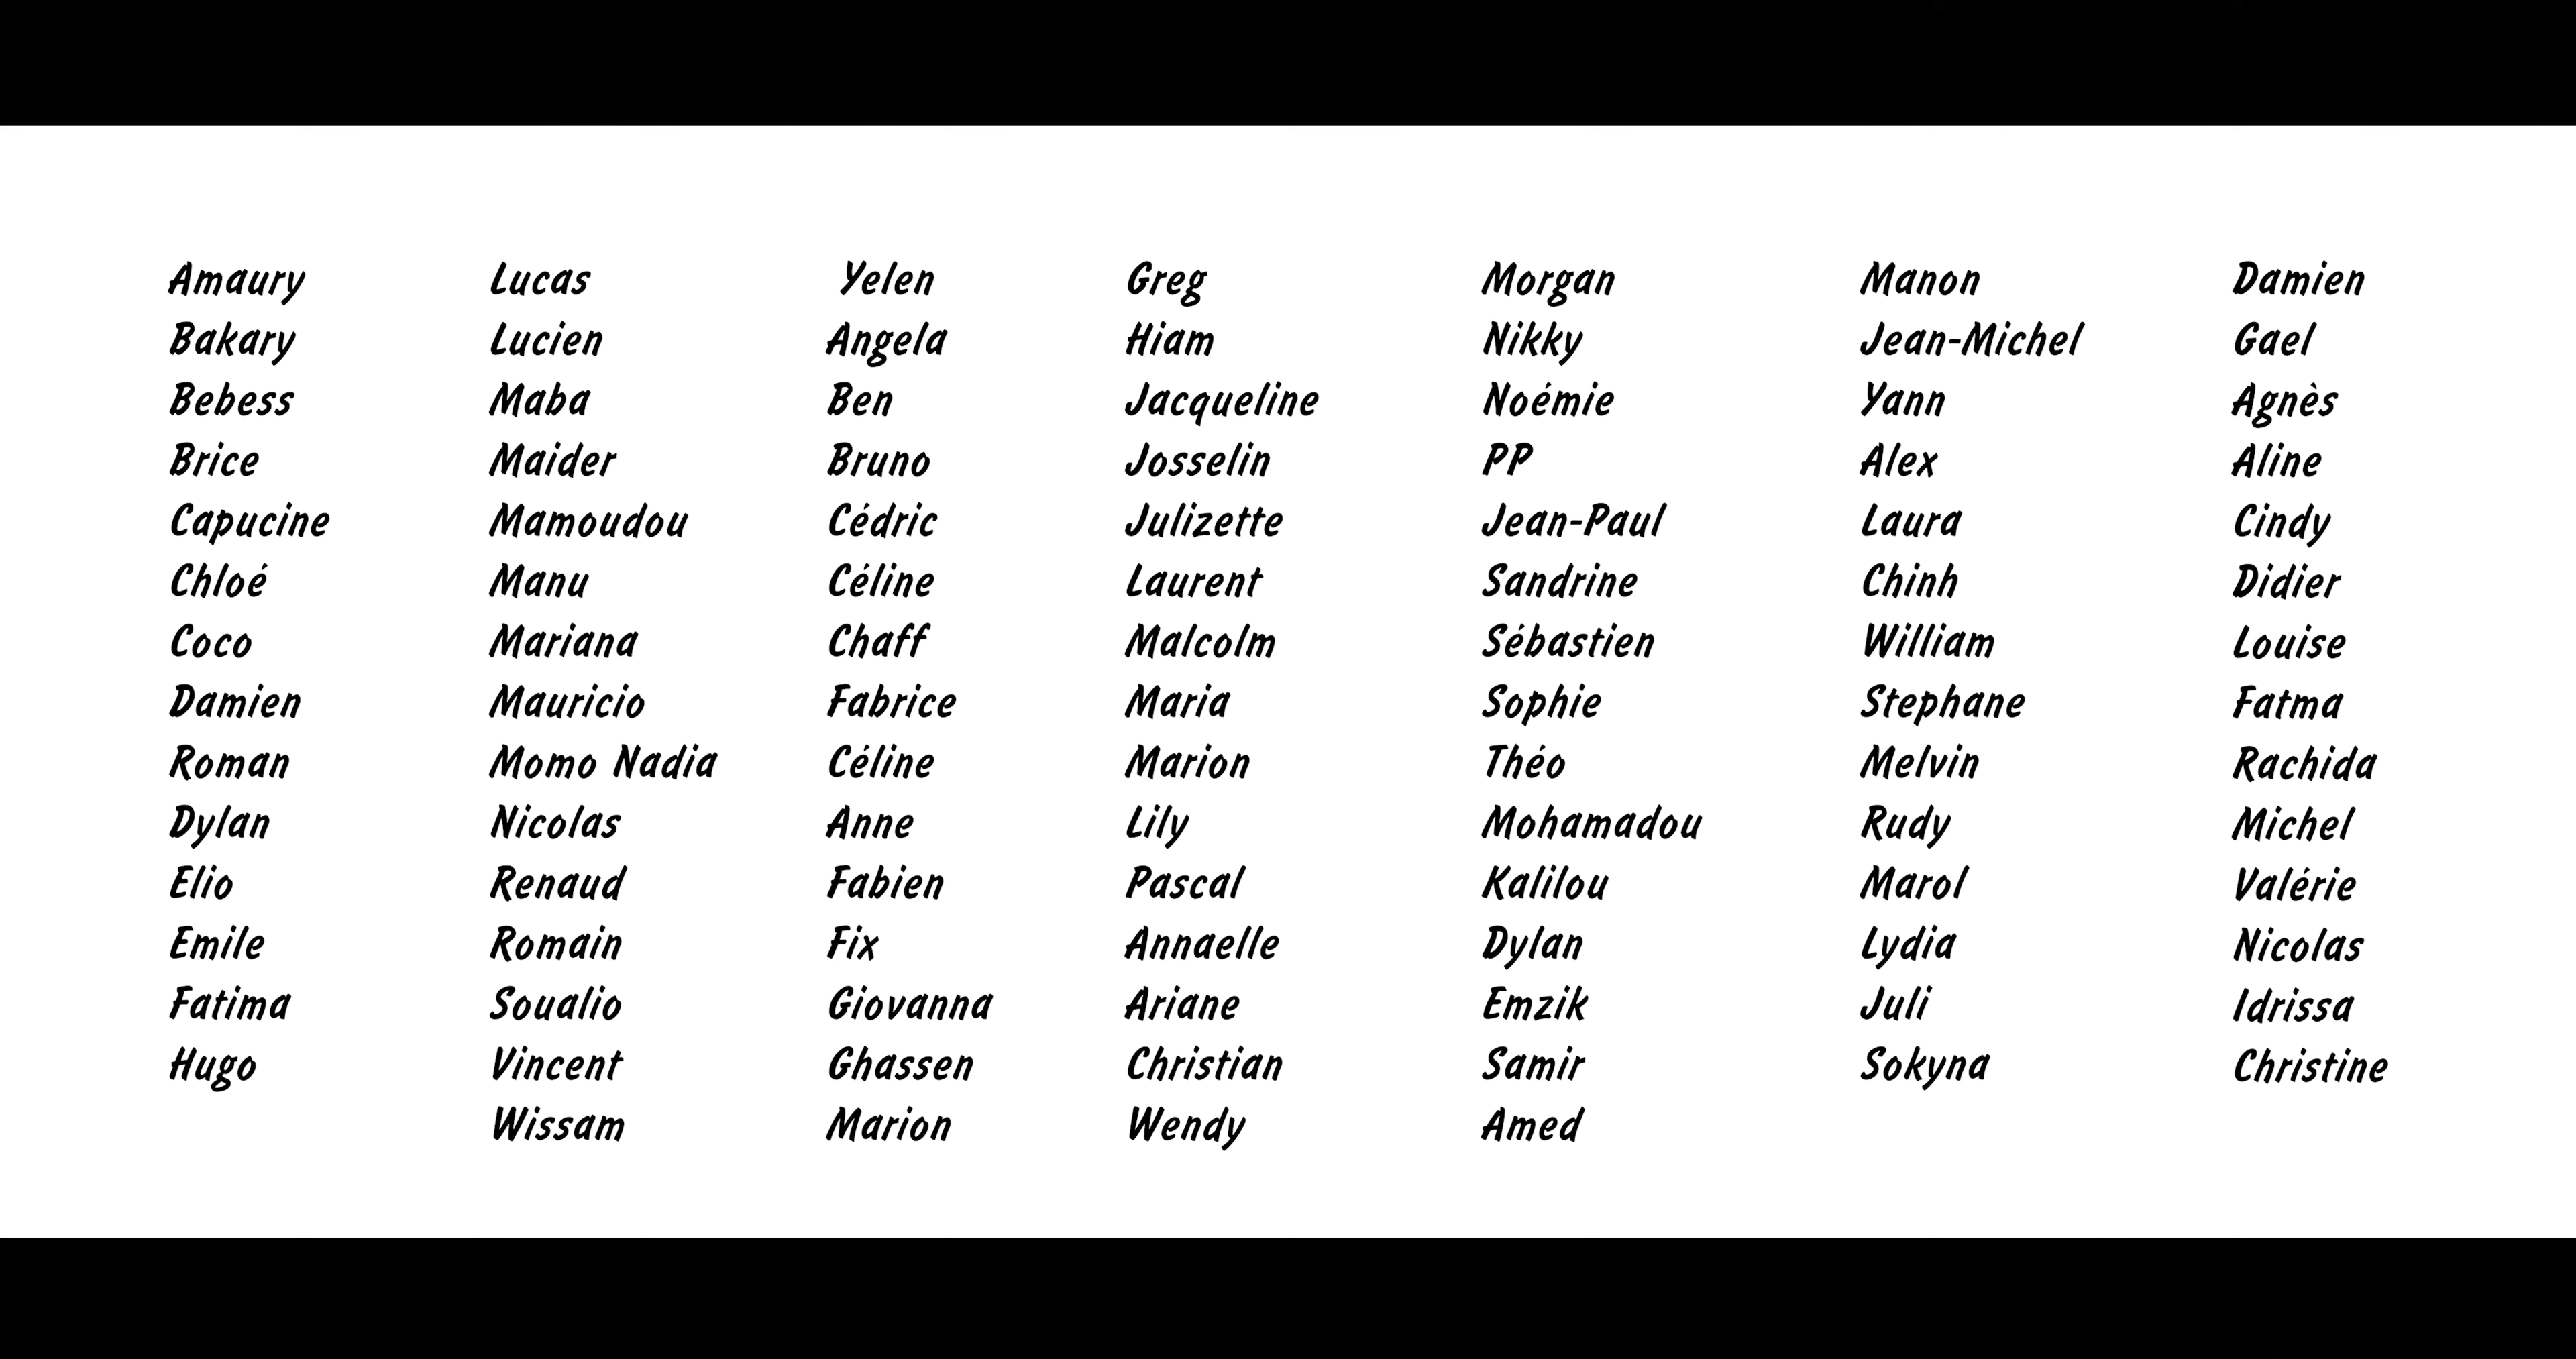 Amaury
Bakary
Bebess
Brice
Capucine
Chloé
Coco
Damien
Roman
Dylan
Elio
Emile
Fatima
Hugo
Lucas
Lucien
Maba
Maider
Mamoudou
Manu
Mariana
Mauricio
Momo Nadia
Nicolas
Renaud
Romain
Soualio
Vincent
Wissam
Yelen
Angela
Ben
Bruno
Cédric
Céline
Chaff
Fabrice
Céline
Anne
Fabien
Fix
Giovanna
Ghassen
Marion
Greg
Hiam
Jacqueline
Josselin
Julizette
Laurent
Malcolm
Maria
Marion
Lily
Pascal
Annaelle
Ariane
Christian
Wendy
Morgan
Nikky
Noémie
PP
Jean-Paul
Sandrine
Sébastien
Sophie
Théo
Mohamadou
Kalilou
Dylan
Emzik
Samir
Amed
Manon
Jean-Michel
Yann
Alex
Laura
Chinh
William
Stephane
Melvin
Rudy
Marol
Lydia
Juli
Sokyna
Damien
Gael
Agnès
Aline
Cindy
Didier
Louise
Fatma
Rachida
Michel
Valérie
Nicolas
Idrissa
Christine